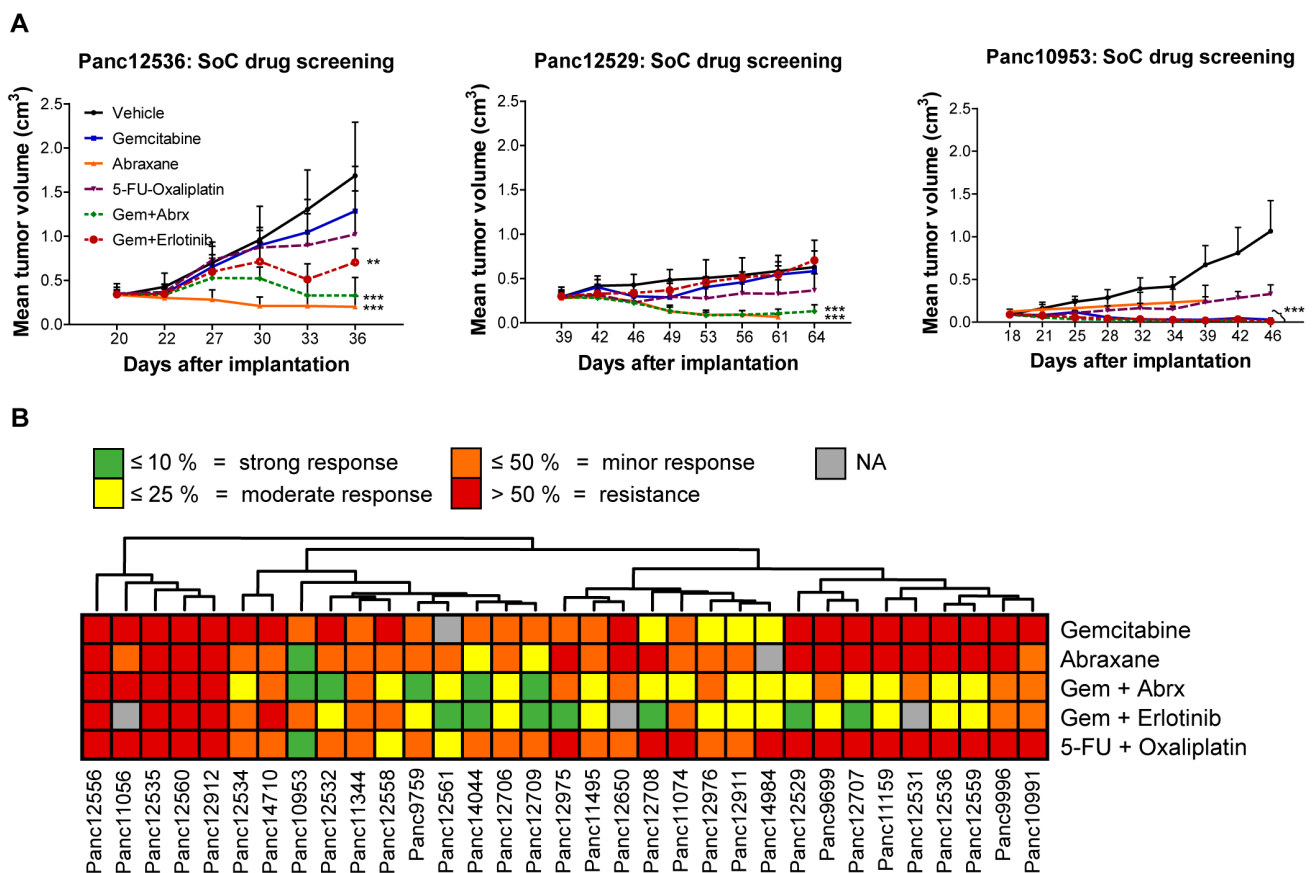 A
Panc12536: SoC drug screening
Mean tumor volume (cm³)
2.5
2.0
1.5
1.0
0.5
0.0
Vehicle
Gemcitabine
Abraxane
5-FU-Oxaliplatin
Gem+Abrx
Gem+Erlotinib
**
***
***
20 22 27 30 33 36
Days after implantation
Panc12529: SoC drug screening
Mean tumor volume (cm³)
2.5
2.0
1.5
1.0
0.5
0.0
***
***
39 42 46 49 53 56 61 64
Days after implantation
Panc10953: SoC drug screening
Mean tumor volume (cm³)
2.5
2.0
1.5
1.0
0.5
0.0
***
18 21 25 28 32 34 39 42 46
Days after implantation
B
≤ 10 % = strong response
≤ 25 % = moderate response
≤ 50 % = minor response
> 50 % = resistance
NA
Gemcitabine
Abraxane
Gem + Abrx
Gem + Erlotinib
5-FU + Oxaliplatin
Panc12556
Panc11056
Panc12535
Panc12560
Panc12912
Panc12534
Panc14710
Panc10953
Panc12532
Panc11344
Panc12558
Panc9759
Panc12561
Panc14044
Panc12706
Panc12709
Panc12975
Panc11495
Panc12650
Panc12708
Panc11074
Panc12976
Panc12911
Panc14984
Panc12529
Panc9699
Panc12707
Panc11159
Panc12531
Panc12536
Panc12559
Panc9996
Panc10991